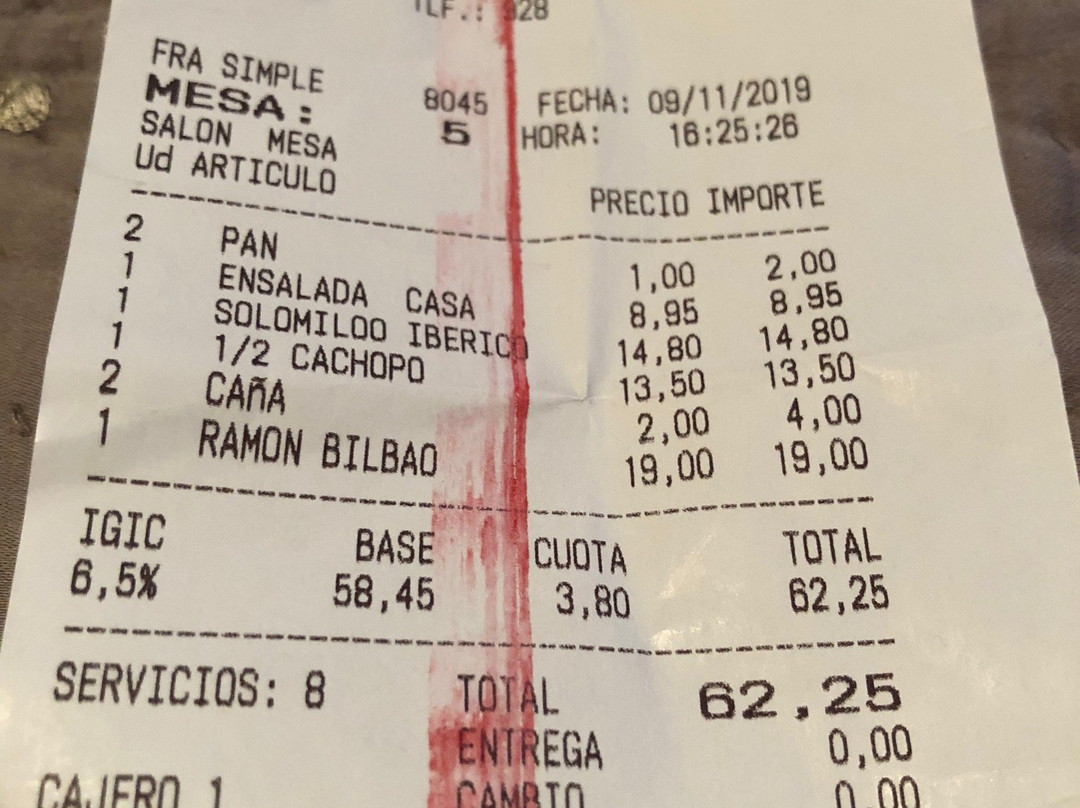 TLF.: 928
FRA SIMPLE 8045 FECHA: 09/11/2019
MESA: 5 HORA: 16:25:26
SALON MESA
Ud ARTICULO PRECIO IMPORTE
2 PAN 1,00 2,00
1 ENSALADA CASA 8,95 8,95
1 SOLOMILOO IBERICO 14,80 14,80
1 1/2 CACHOPO 13,50 13,50
2 CAñA 2,00 4,00
1 RAMON BILBAO 19,00 19,00
IGIC BASE CUOTA TOTAL
6,5% 58,45 3,80 62,25
SERVICIOS: 8 TOTAL 62,25
ENTREGA 0,00
CAJERO 1 CAMBIO 0,00